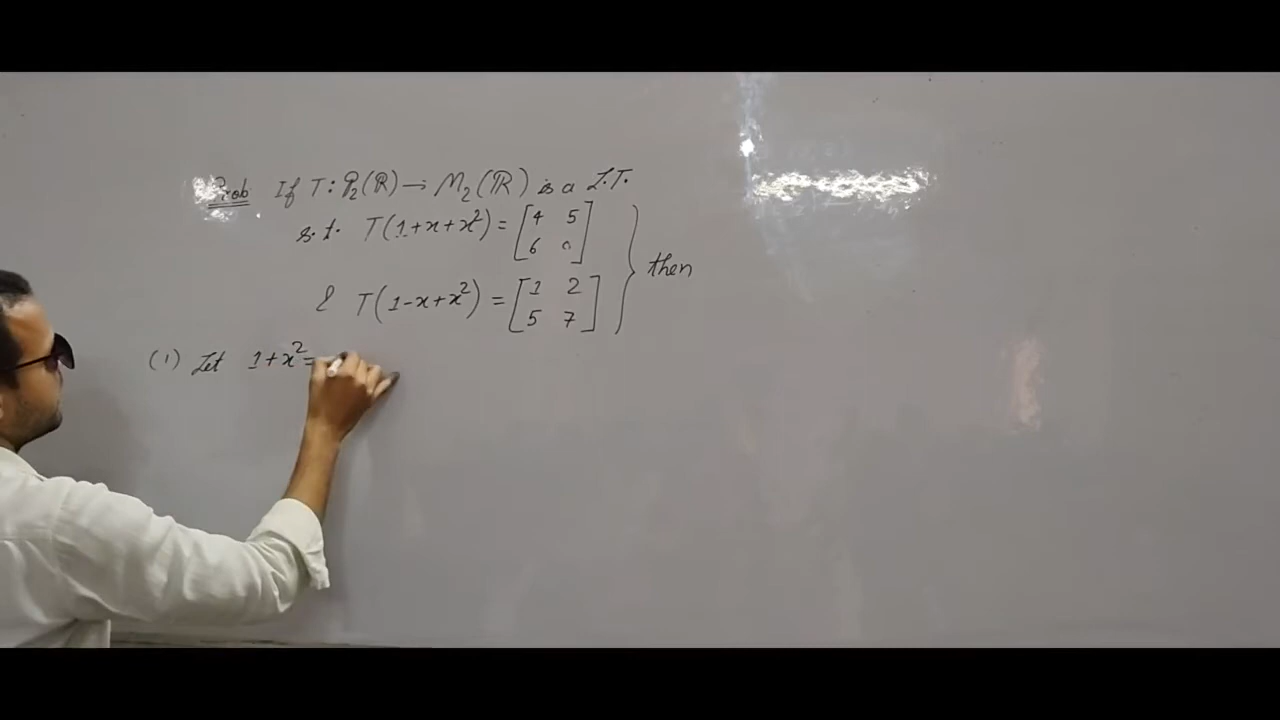 Prob If T: P₂(R) → M₂(R) is a L.T.
s.t. T(1+x+x²) = [4 5
6 0]
& T(1-x+x²) = [1 2
5 7] } then
(1) Let 1+x² =